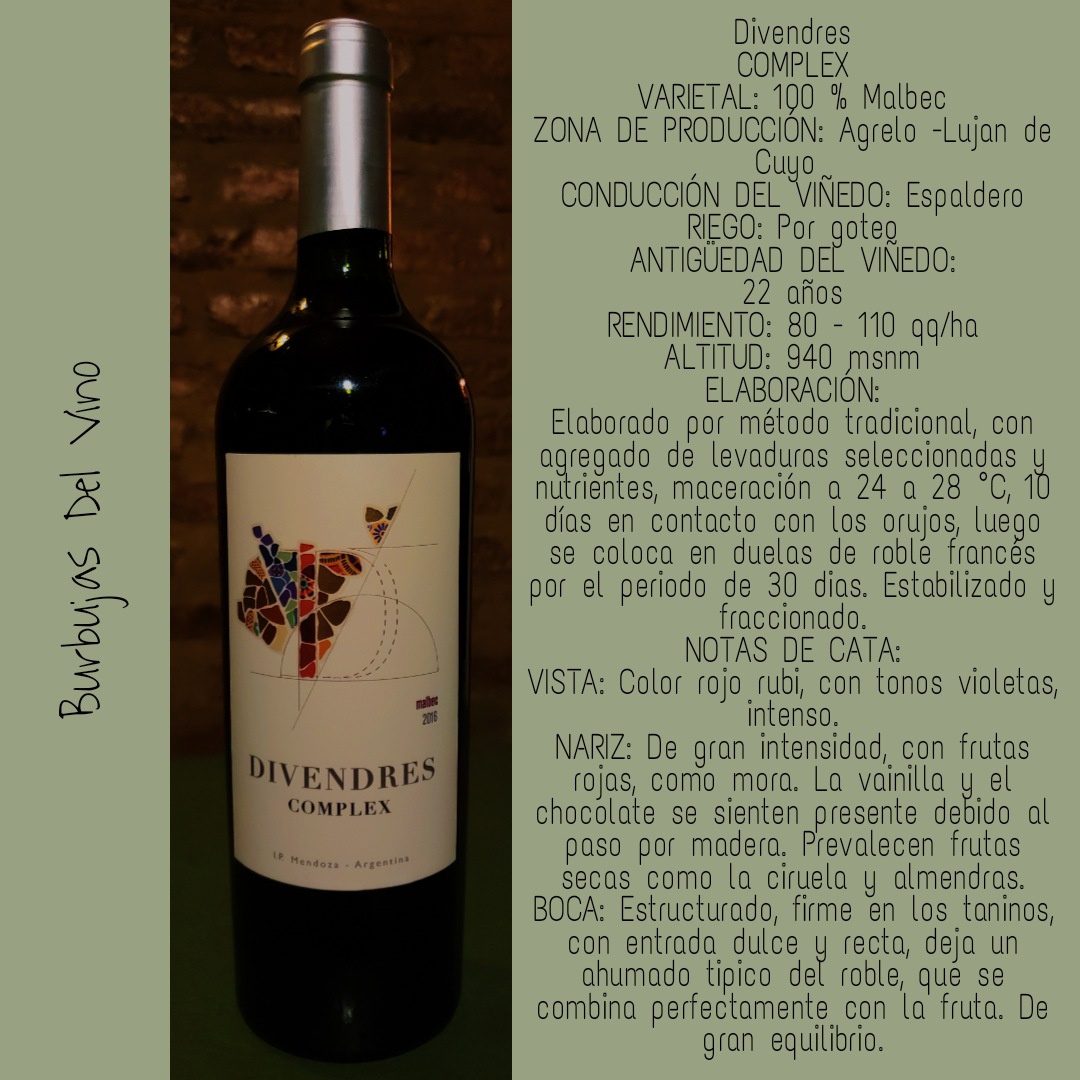 Burbujas Del Vino
malbec
2016
DIVENDRES
COMPLEX
I.P. Mendoza - Argentina
Divendres
COMPLEX
VARIETAL: 100 % Malbec
ZONA DE PRODUCCIÓN: Agrelo -Lujan de
Cuyo
CONDUCCIÓN DEL VIÑEDO: Espaldero
RIEGO: Por goteo
ANTIGÜEDAD DEL VIÑEDO:
22 años
RENDIMIENTO: 80 - 110 qq/ha
ALTITUD: 940 msnm
ELABORACIÓN:
Elaborado por método tradicional, con
agregado de levaduras seleccionadas y
nutrientes, maceración a 24 a 28 °C, 10
días en contacto con los orujos, luego
se coloca en duelas de roble francés
por el periodo de 30 dias. Estabilizado y
fraccionado.
NOTAS DE CATA:
VISTA: Color rojo rubi, con tonos violetas,
intenso.
NARIZ: De gran intensidad, con frutas
rojas, como mora. La vainilla y el
chocolate se sienten presente debido al
paso por madera. Prevalecen frutas
secas como la ciruela y almendras.
BOCA: Estructurado, firme en los taninos,
con entrada dulce y recta, deja un
ahumado tipico del roble, que se
combina perfectamente con la fruta. De
gran equilibrio.